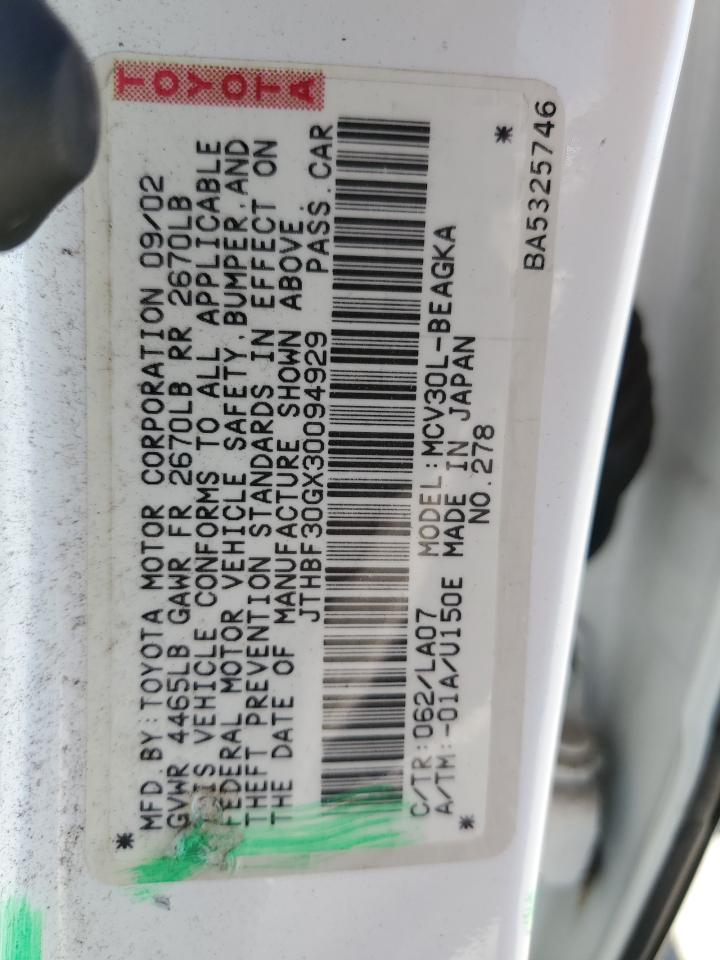 TOYOTA
MFD. BY: TOYOTA MOTOR CORPORATION 09/02
GVWR 4465LB GAWR FR 2670LB RR 2670LB
IS VEHICLE CONFORMS TO ALL APPLICABLE
FEDERAL MOTOR VEHICLE SAFETY, BUMPER, AND
THEFT PREVENTION STANDARDS IN EFFECT ON
THE DATE OF MANUFACTURE SHOWN ABOVE.
JTHBF30GX30094929 PASS. CAR
C/TR: 062/LA07 MODEL: MCV30L-BEAGKA
A/TM: -01A/U150E MADE IN JAPAN
* NO. 278 *
*
BA5325746